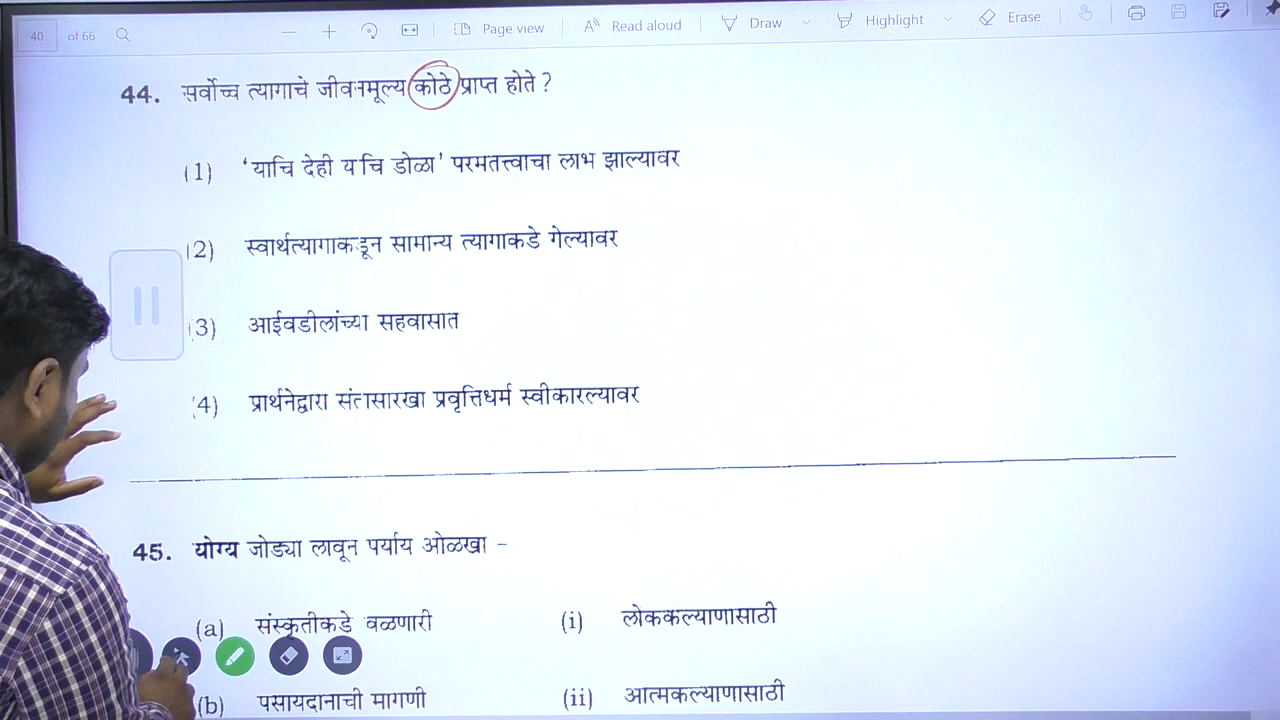 40 of 66 Page view Read aloud Draw Highlight Erase
44. सर्वोच्च त्यागाचे जीवनमूल्य कोठे प्राप्त होते ?
(1) 'याचि देही यचि डोळा' परमतत्त्वाचा लाभ झाल्यावर
(2) स्वार्थत्यागाकडून सामान्य त्यागाकडे गेल्यावर
(3) आईवडीलांच्या सहवासात
(4) प्रार्थनेद्वारा संतासारखा प्रवृत्तिधर्म स्वीकारल्यावर
45. योग्य जोड्या लावून पर्याय ओळखा –
(a) संस्कृतीकडे वळणारी (i) लोककल्याणासाठी
(b) पसायदानाची मागणी (ii) आत्मकल्याणासाठी